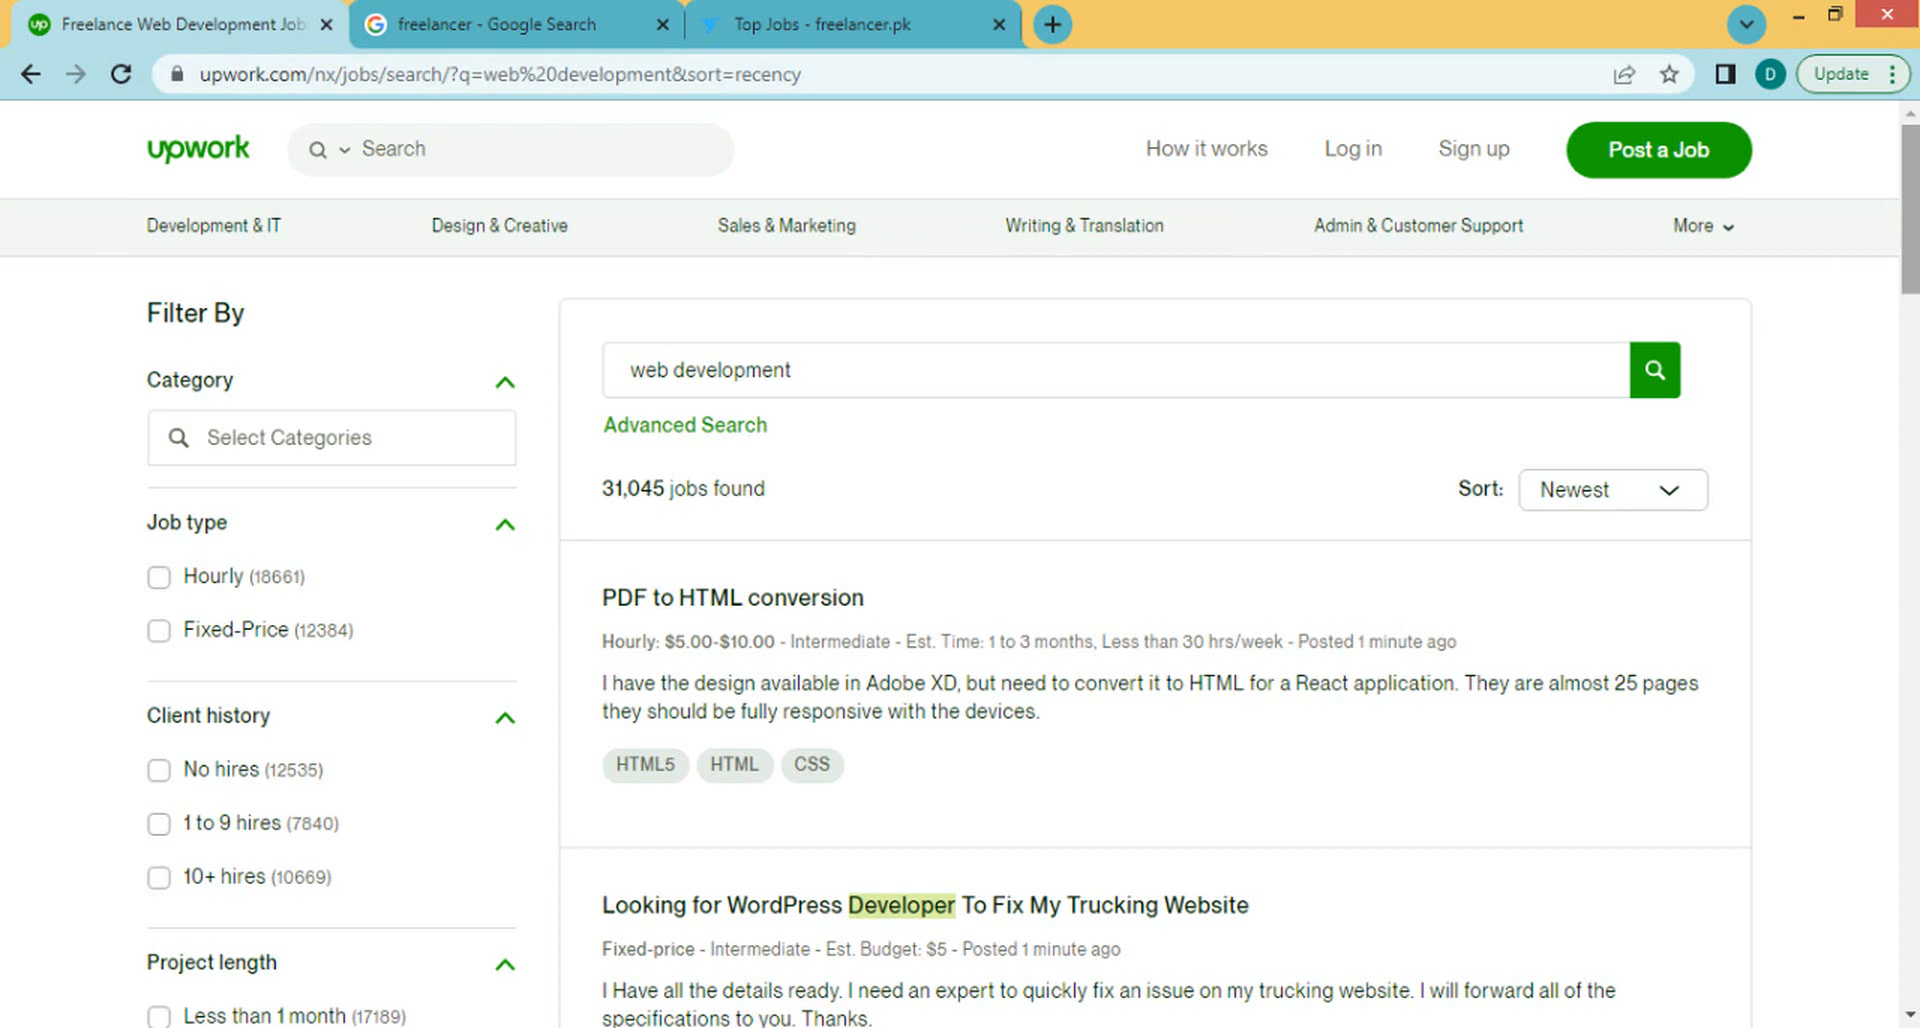 Freelance Web Development Job
freelancer - Google Search
Top Jobs - freelancer.pk
upwork.com/nx/jobs/search/?q=web%20development&sort=recency
D
Update
upwork
Search
How it works
Log in
Sign up
Post a Job
Development & IT
Design & Creative
Sales & Marketing
Writing & Translation
Admin & Customer Support
More
Filter By
Category
Select Categories
Job type
Hourly (18661)
Fixed-Price (12384)
Client history
No hires (12535)
1 to 9 hires (7840)
10+ hires (10669)
Project length
Less than 1 month (17189)
web development
Advanced Search
31,045 jobs found
Sort:
Newest
PDF to HTML conversion
Hourly: $5.00-$10.00 - Intermediate - Est. Time: 1 to 3 months, Less than 30 hrs/week - Posted 1 minute ago
I have the design available in Adobe XD, but need to convert it to HTML for a React application. They are almost 25 pages
they should be fully responsive with the devices.
HTML5
HTML
CSS
Looking for WordPress Developer To Fix My Trucking Website
Fixed-price - Intermediate - Est. Budget: $5 - Posted 1 minute ago
I Have all the details ready. I need an expert to quickly fix an issue on my trucking website. I will forward all of the
specifications to you. Thanks.